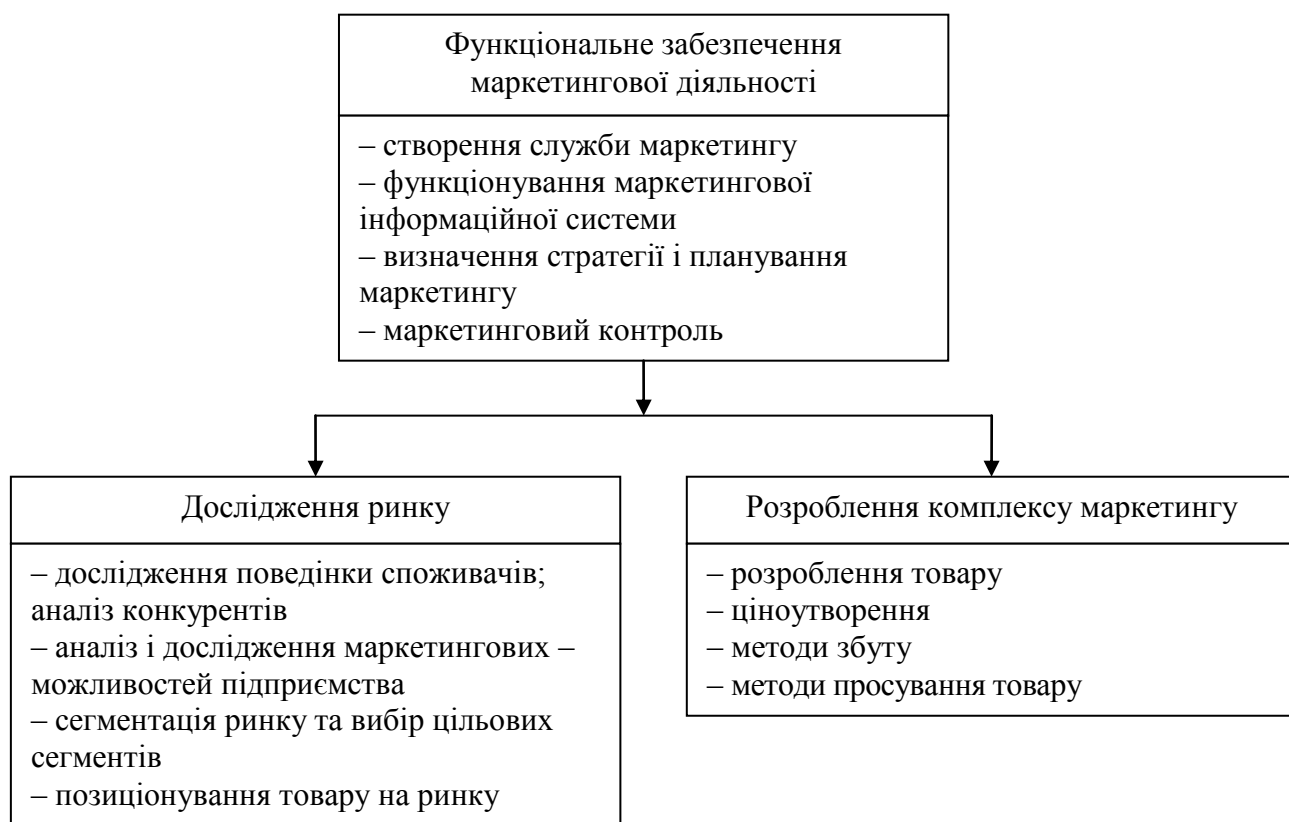 Функціональне забезпечення
маркетингової діяльності
– створення служби маркетингу
– функціонування маркетингової
інформаційної системи
– визначення стратегії і планування
маркетингу
– маркетинговий контроль
Дослідження ринку
– дослідження поведінки споживачів;
аналіз конкурентів
– аналіз і дослідження маркетингових –
можливостей підприємства
– сегментація ринку та вибір цільових
сегментів
– позиціонування товару на ринку
Розроблення комплексу маркетингу
– розроблення товару
– ціноутворення
– методи збуту
– методи просування товару